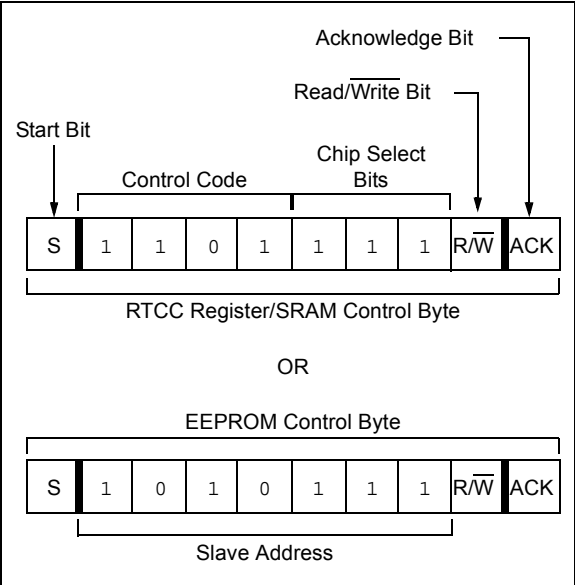 Acknowledge Bit
Read/Write Bit
Start Bit
Chip Select
Control Code Bits
S 1 1 0 1 1 1 1 R/W ACK
RTCC Register/SRAM Control Byte
OR
EEPROM Control Byte
S 1 0 1 0 1 1 1 R/W ACK
Slave Address